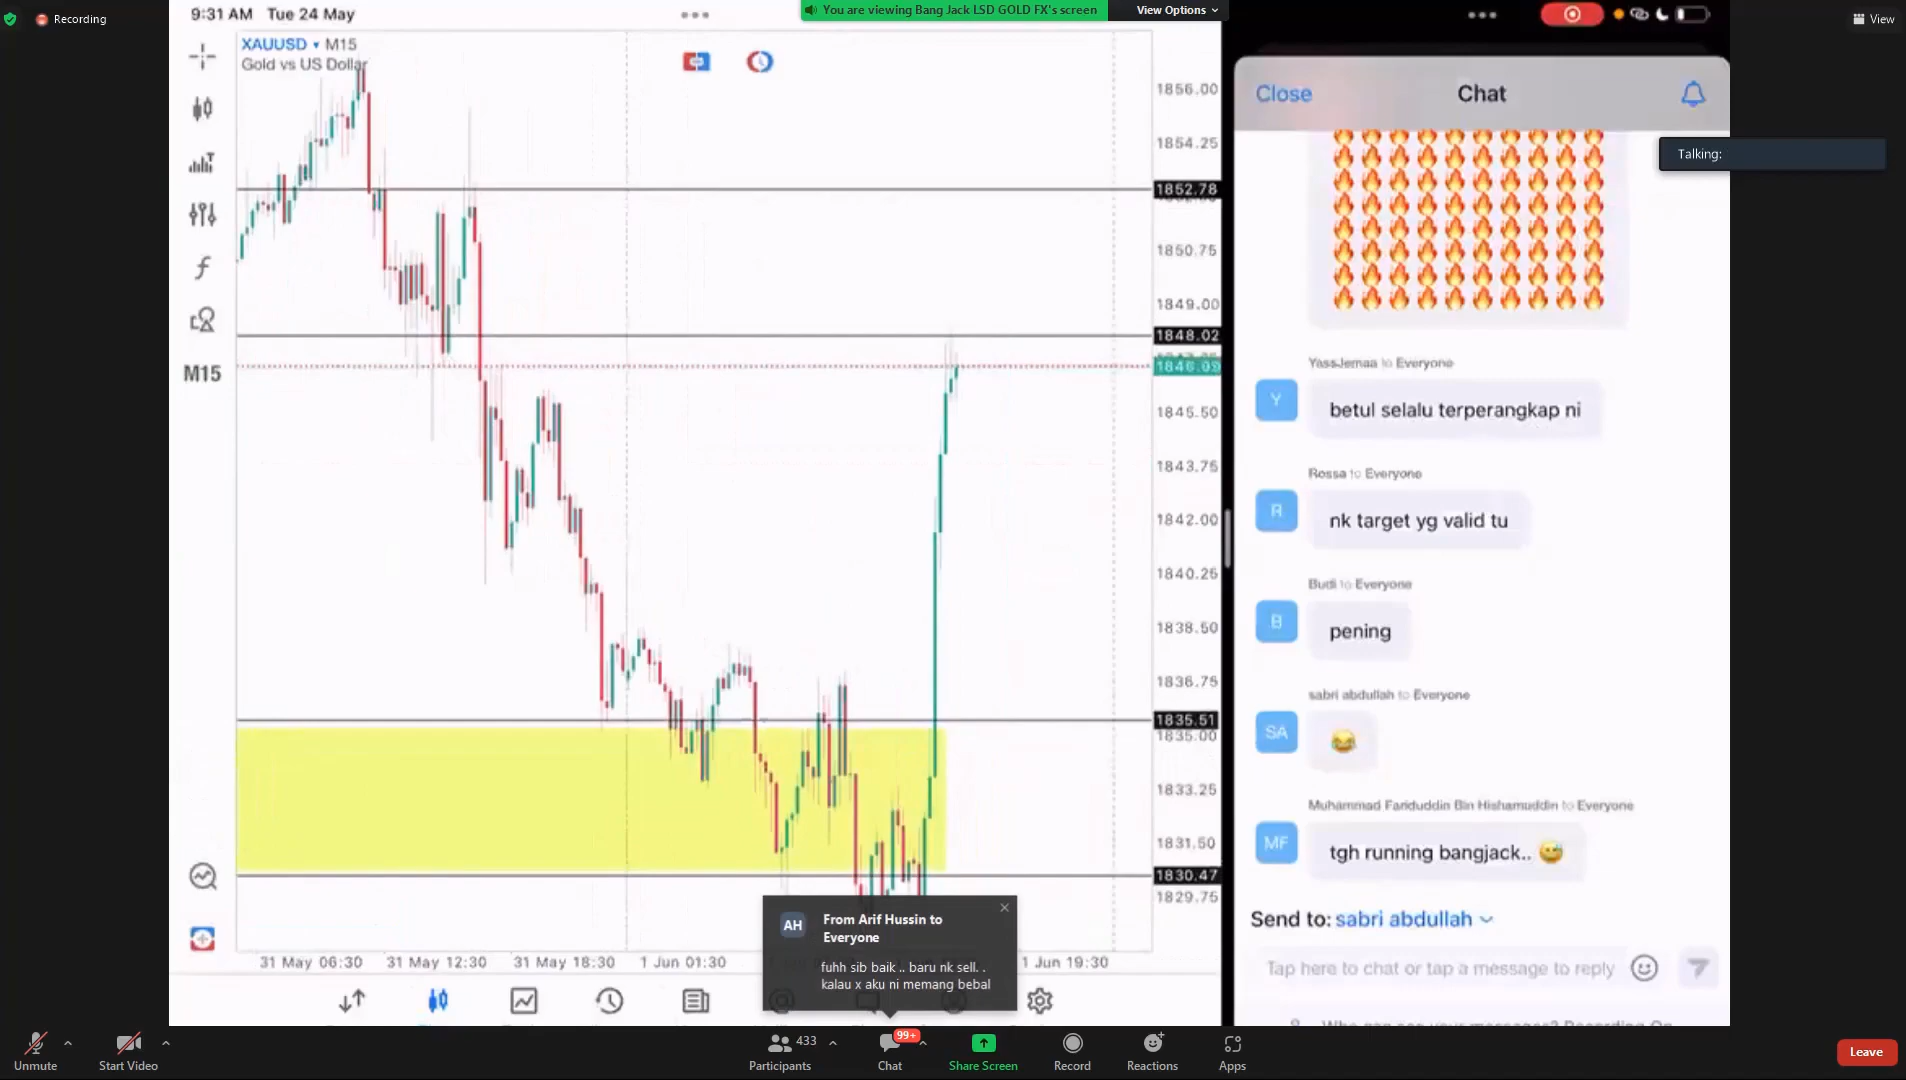 9:31 AM Tue 24 May
Recording
You are viewing Bang Jack LSD GOLD FX's screen
View Options
View
XAUUSD M15
Gold vs US Dollar
M15
1856.00
1854.25
1852.78
1850.75
1849.00
1848.02
1845.50
1843.75
1842.00
1840.25
1838.50
1836.75
1835.51
1835.00
1833.25
1831.50
1830.47
1829.75
31 May 06:30
31 May 12:30
31 May 18:30
1 Jun 01:30
1 Jun 19:30
Close
Chat
Talking:
YassJemaa to Everyone
Y
betul selalu terperangkap ni
Rossa to Everyone
R
nk target yg valid tu
Budi to Everyone
B
pening
sabri abdullah to Everyone
SA
😂
Muhammad Fariduddin Bin Hishamuddin to Everyone
MF
tgh running bangjack.. 😅
Send to: sabri abdullah
Tap here to chat or tap a message to reply
AH
From Arif Hussin to
Everyone
fuhh sib baik .. baru nk sell. .
kalau x aku ni memang bebal
Unmute
Start Video
433
Participants
99+
Chat
Share Screen
Record
Reactions
Apps
Leave